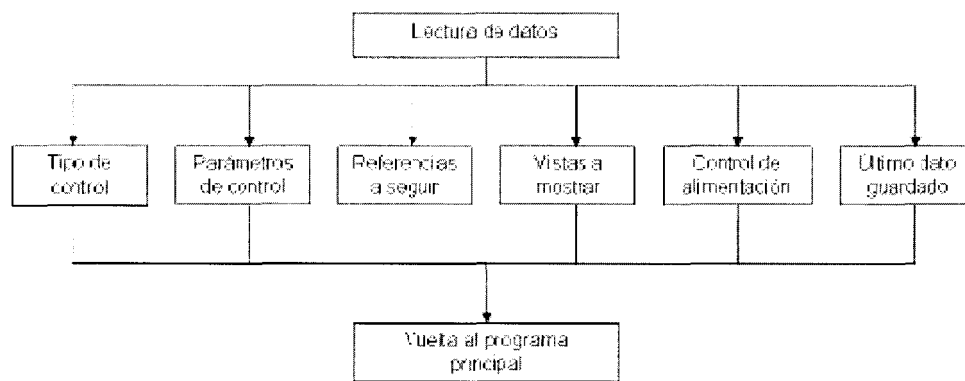 Lectura de datos
Tipo de
control
Parámetros
de control
Referencias
a seguir
Vistas a
mostrar
Control de
alimentación
Último dato
guardado
Vuelta al programa
principal